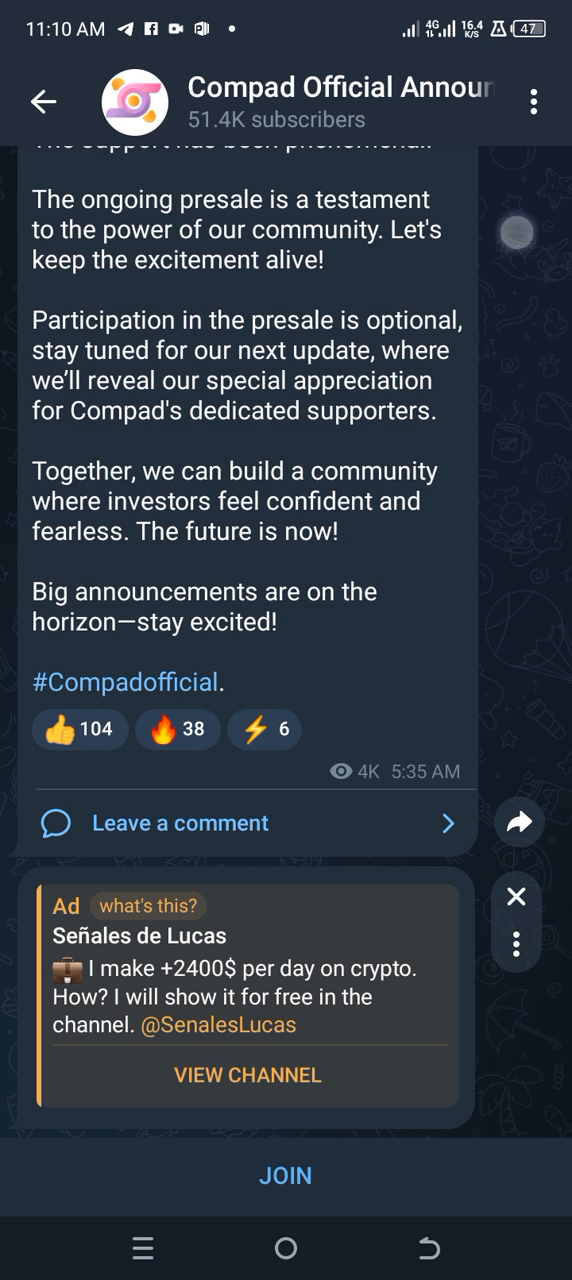 11:10 AM
4G
16.4
K/S
47
Compad Official Announ
51.4K subscribers
The support has been phenomenal!
The ongoing presale is a testament
to the power of our community. Let's
keep the excitement alive!
Participation in the presale is optional,
stay tuned for our next update, where
we'll reveal our special appreciation
for Compad's dedicated supporters.
Together, we can build a community
where investors feel confident and
fearless. The future is now!
Big announcements are on the
horizon—stay excited!
#Compadofficial.
104
38
6
4K 5:35 AM
Leave a comment
Ad what's this?
Señales de Lucas
I make +2400$ per day on crypto.
How? I will show it for free in the
channel. @SenalesLucas
VIEW CHANNEL
JOIN